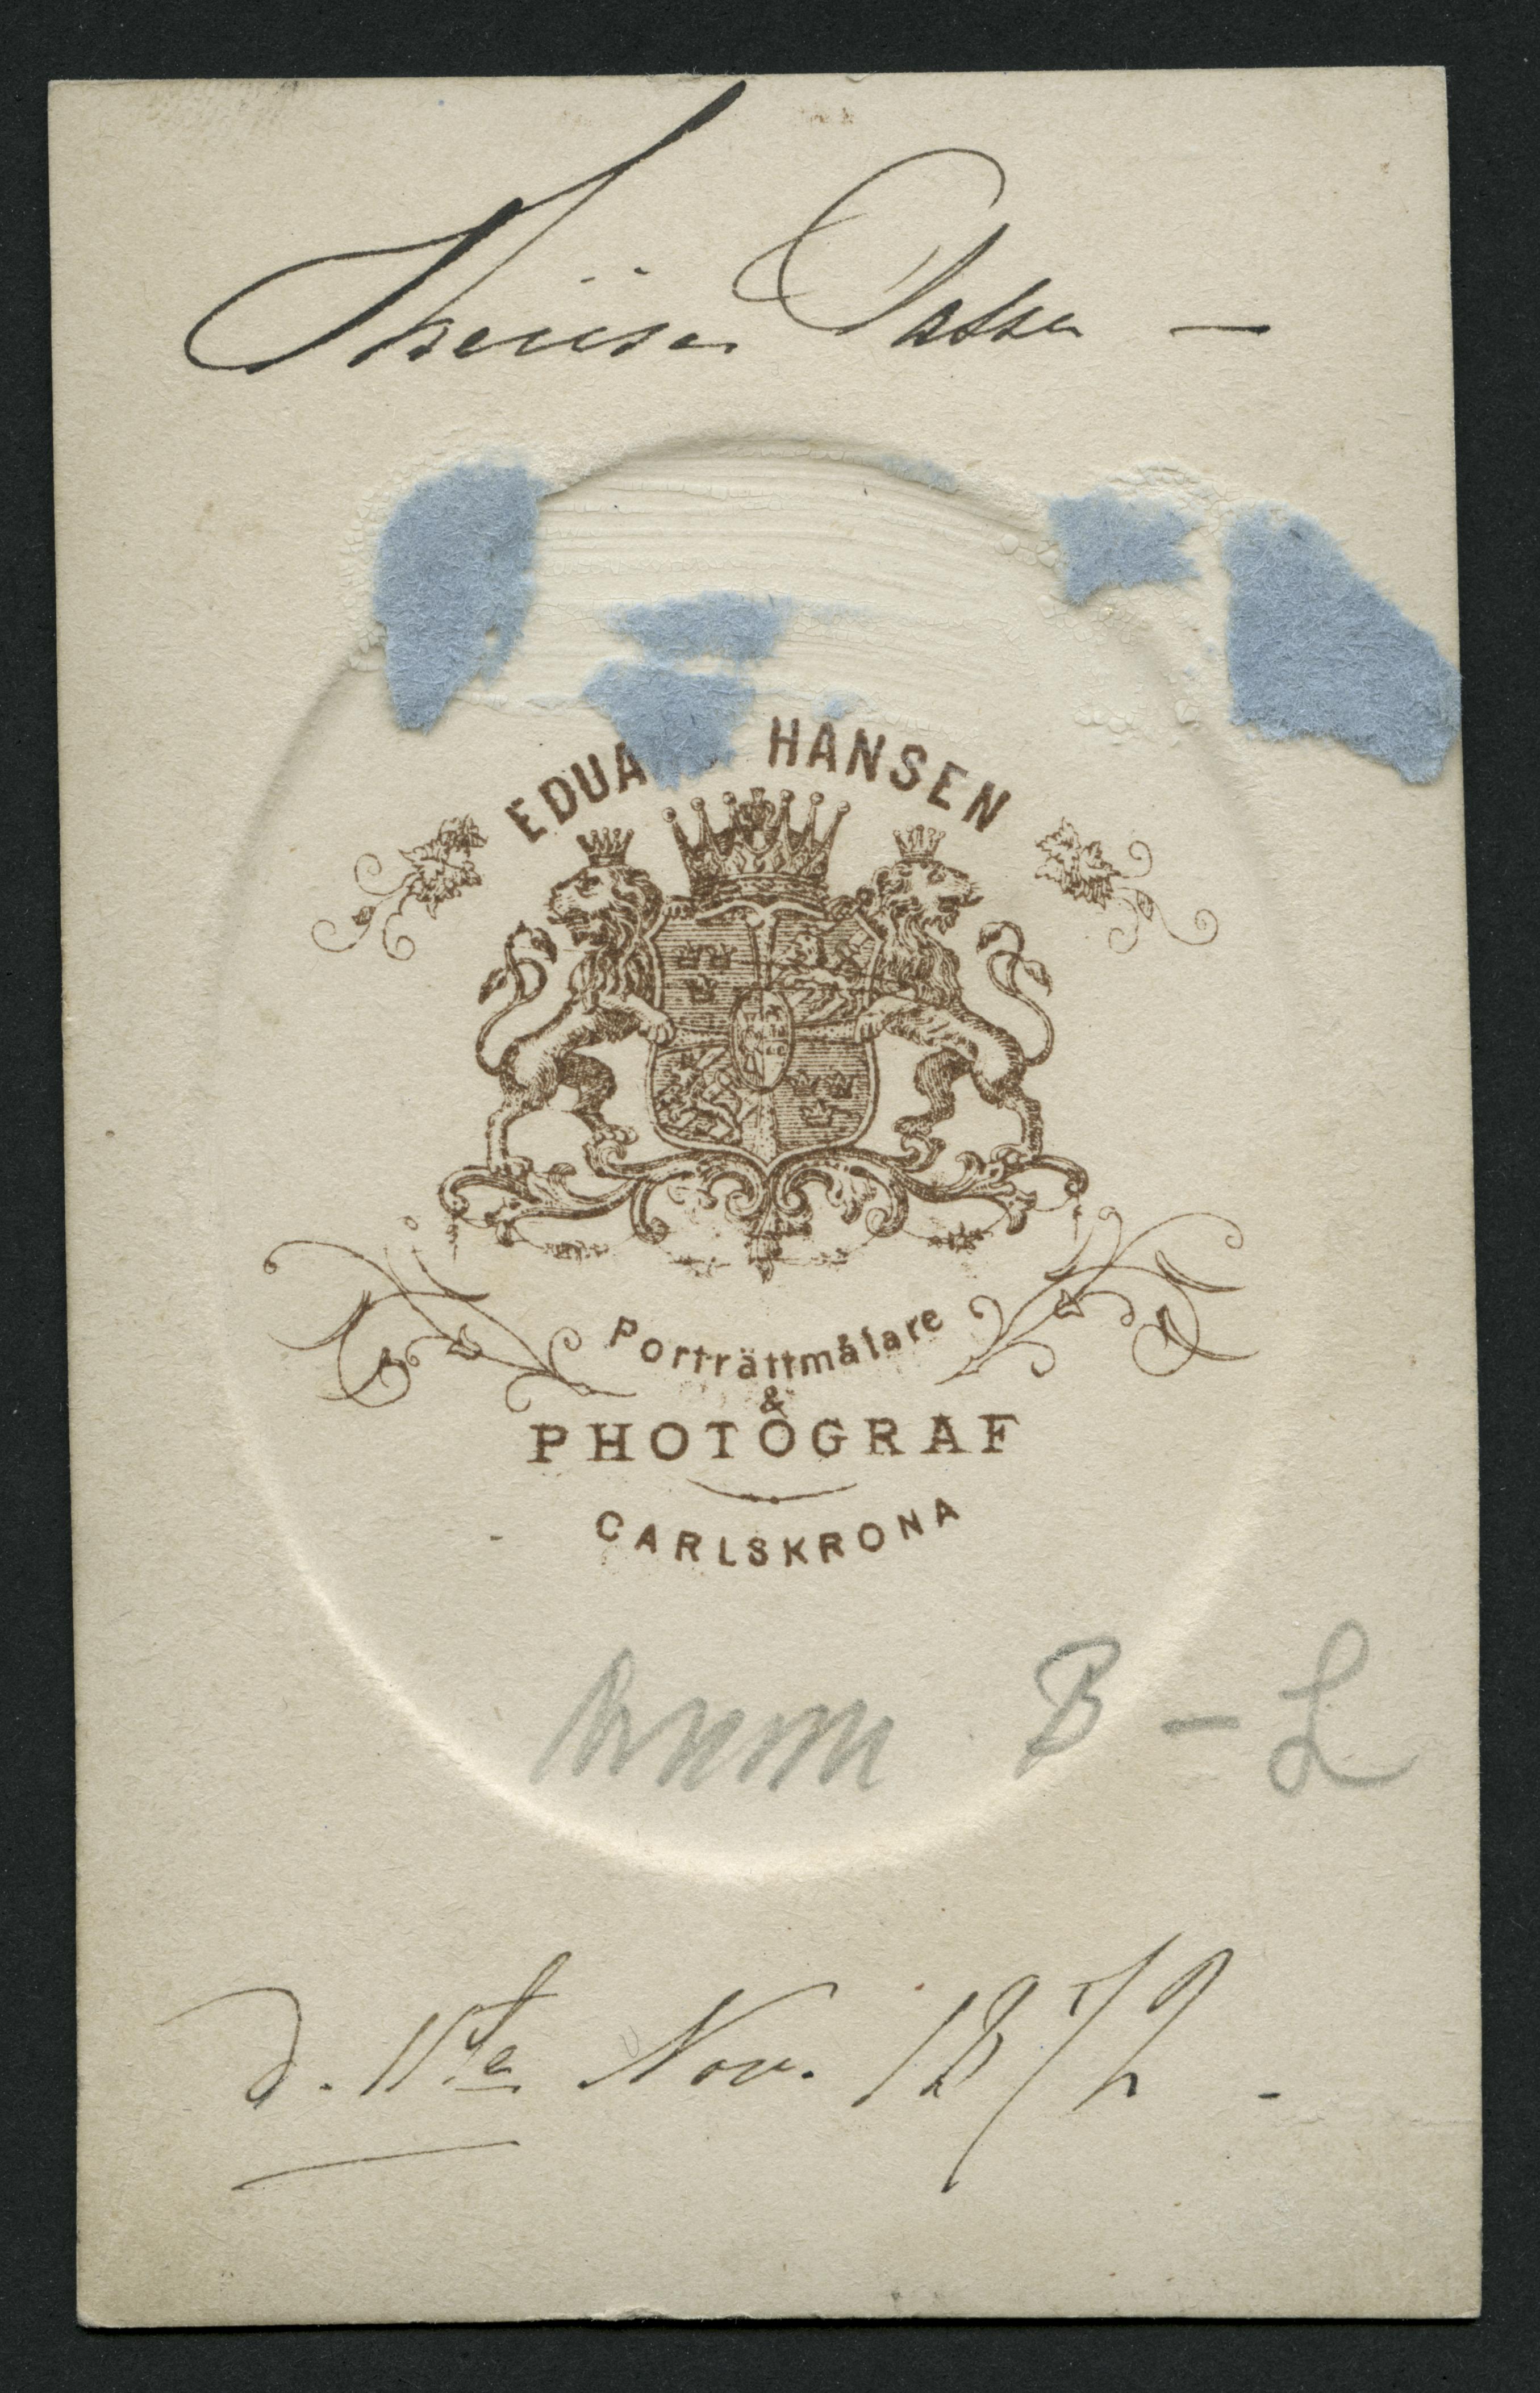 EDUA HANSEN
Porträttmålare
&
PHOTOGRAF
CARLSKRONA
B - L
d. 11te Nov. 1872 -